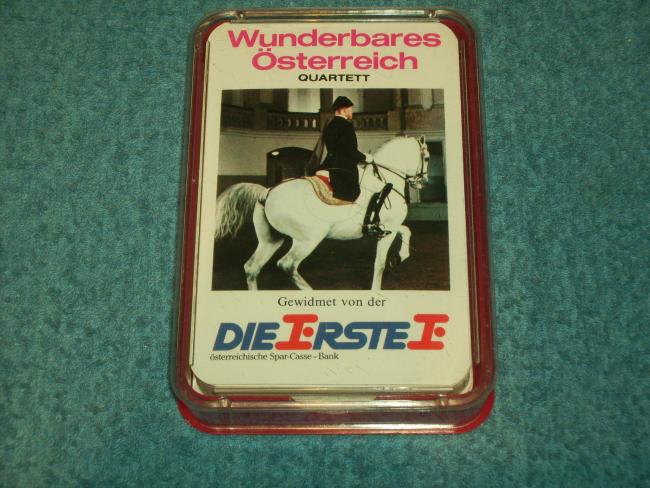 Wunderbares
Österreich
QUARTETT
Gewidmet von der
DIE ERSTE E
österreichische Spar-Casse – Bank